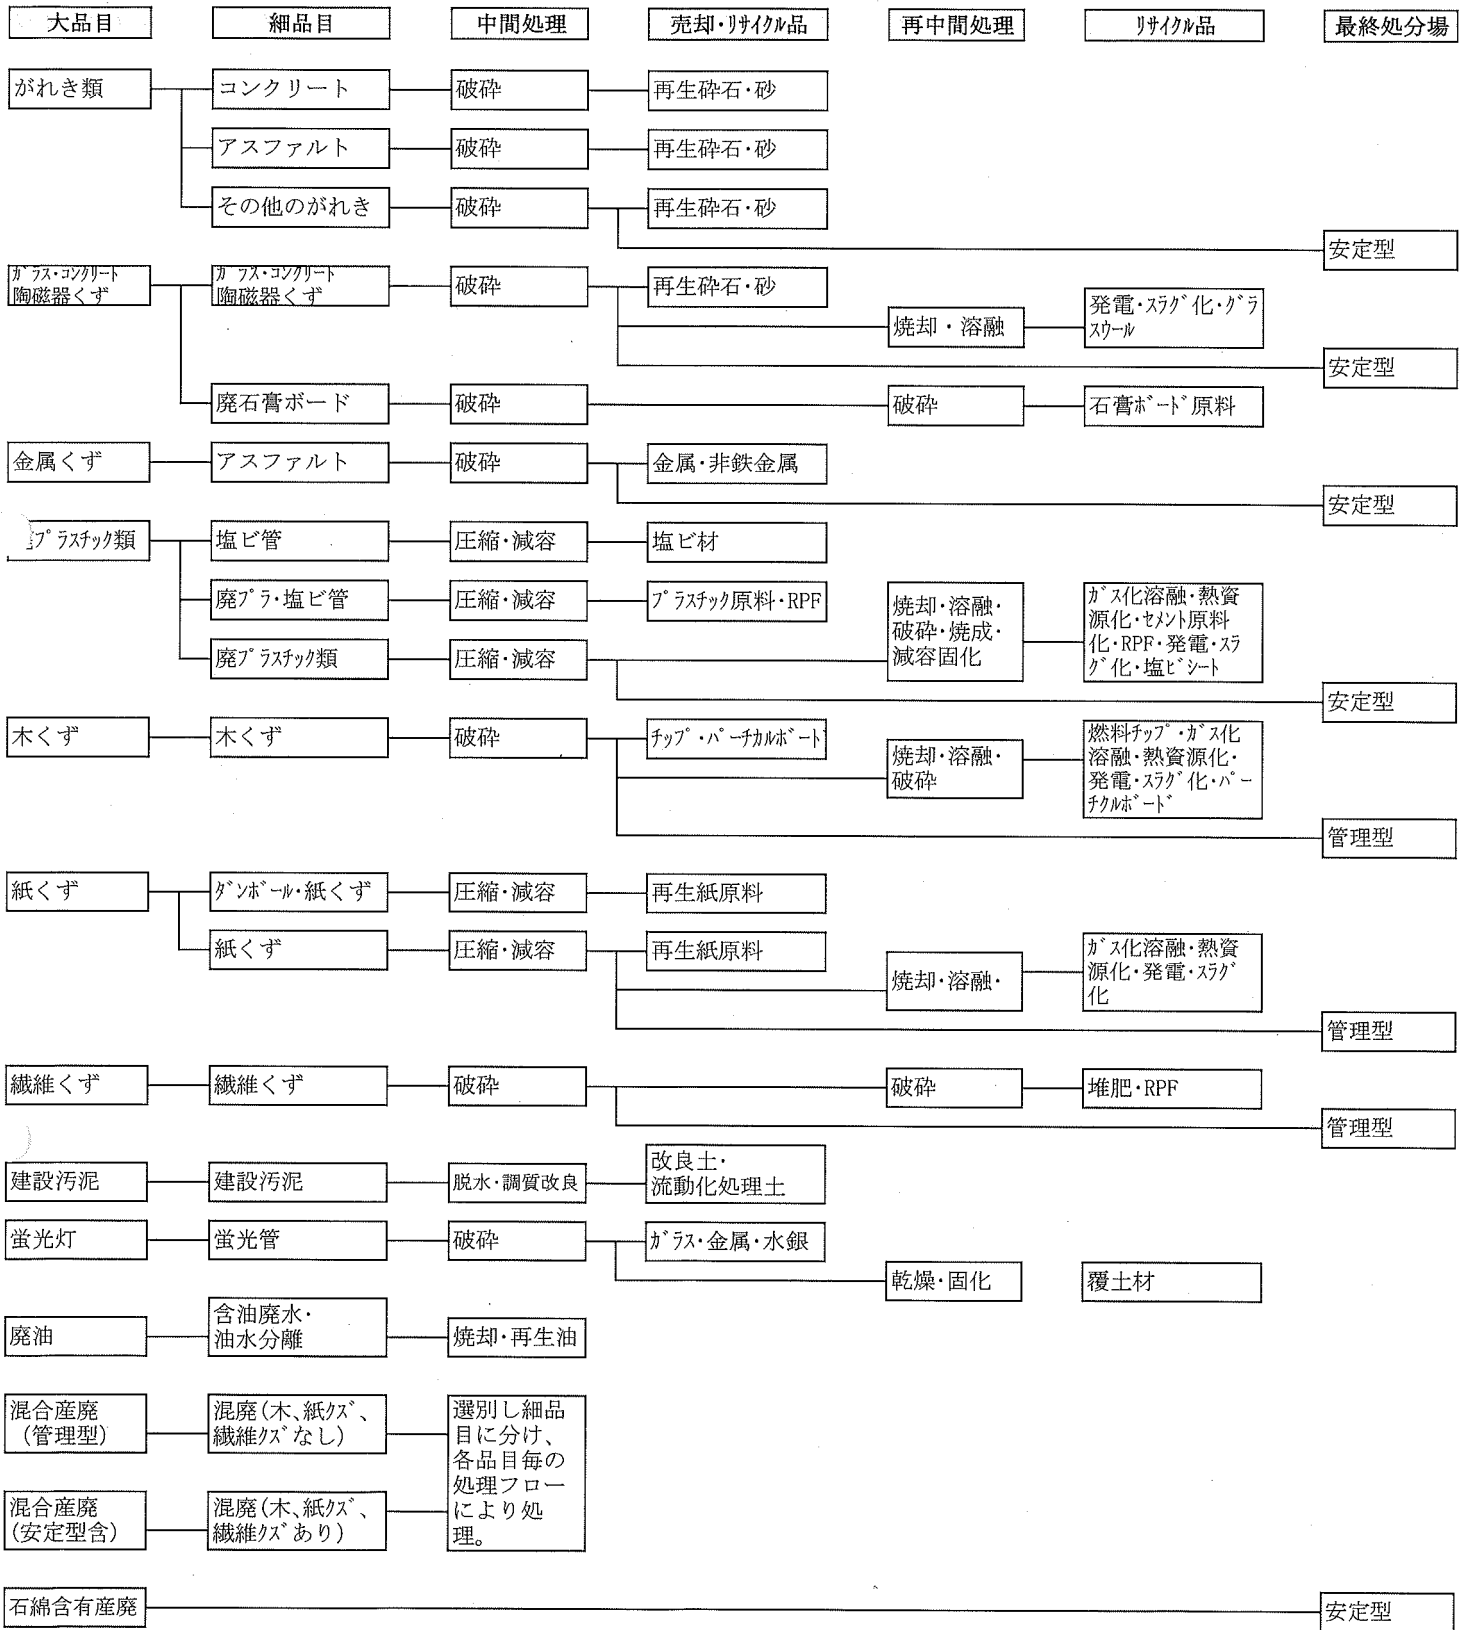 大品目 細品目 中間処理 売却・リサイクル品 再中間処理 リサイクル品 最終処分場
がれき類 コンクリート 破砕 再生砕石・砂
アスファルト 破砕 再生砕石・砂
その他のがれき 破砕 再生砕石・砂
安定型
ガラス・コンクリート
陶磁器くず
ガラス・コンクリート
陶磁器くず
破砕 再生砕石・砂
焼却・溶融
発電・スラグ化・グラ
スウール
安定型
廃石膏ボード 破砕 破砕 石膏ボード原料
金属くず アスファルト 破砕 金属・非鉄金属
安定型
プラスチック類 塩ビ管 圧縮・減容 塩ビ材
廃プラ・塩ビ管 圧縮・減容 プラスチック原料・RPF
廃プラスチック類 圧縮・減容
焼却・溶融・
破砕・焼成・
減容固化
ガス化溶融・熱資
源化・セメント原料
化・RPF・発電・スラ
グ化・塩ビシート
安定型
木くず 木くず 破砕 チップ・パーチカルボード
焼却・溶融・
破砕
燃料チップ・ガス化
溶融・熱資源化・
発電・スラグ化・パー
チクルボード
管理型
紙くず ダンボール・紙くず 圧縮・減容 再生紙原料
紙くず 圧縮・減容 再生紙原料
焼却・溶融・
ガス化溶融・熱資
源化・発電・スラグ
化
管理型
繊維くず 繊維くず 破砕 破砕 堆肥・RPF
管理型
建設汚泥 建設汚泥 脱水・調質改良
改良土・
流動化処理土
蛍光灯 蛍光管 破砕 ガラス・金属・水銀
乾燥・固化 覆土材
廃油
含油廃水・
油水分離
焼却・再生油
混合産廃
(管理型)
混廃(木、紙クズ、
繊維クズなし)
選別し細品
目に分け、
各品目毎の
処理フロー
により処
理。
混合産廃
(安定型含)
混廃(木、紙クズ、
繊維クズあり)
石綿含有産廃 安定型